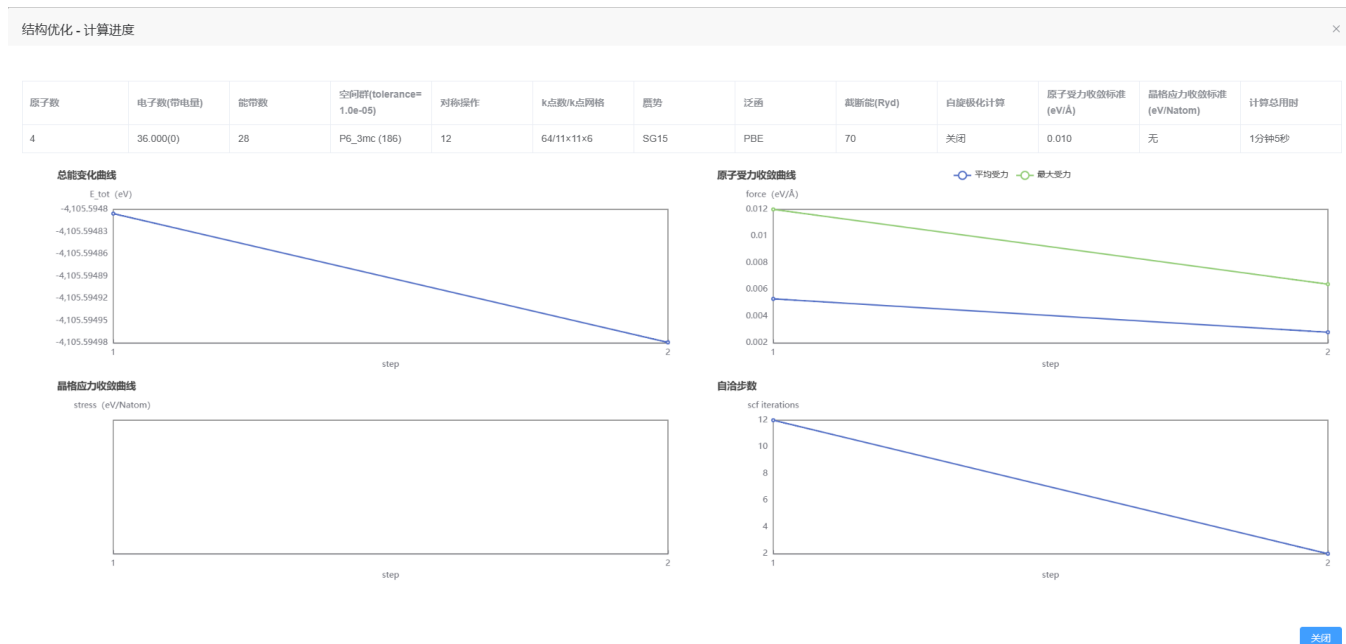 结构优化 - 计算进度
×
原子数 电子数(带电量) 能带数 空间群(tolerance= 对称操作 k点数/k点网格 赝势 泛函 截断能(Ryd) 自旋极化计算 原子受力收敛标准 晶格应力收敛标准 计算总用时
1.0e-05) (eV/Å) (eV/Natom)
4 36.000(0) 28 P6_3mc (186) 12 64/11×11×6 SG15 PBE 70 关闭 0.010 无 1分钟5秒
总能变化曲线
E_tot (eV)
-4,105.5948
-4,105.59483
-4,105.59486
-4,105.59489
-4,105.59492
-4,105.59495
-4,105.59498
1 2
step
原子受力收敛曲线
平均受力 最大受力
force (eV/Å)
0.012
0.01
0.008
0.006
0.004
0.002
1 2
step
晶格应力收敛曲线
stress (eV/Natom)
1 2
step
自洽步数
scf iterations
12
10
8
6
4
2
1 2
step
关闭